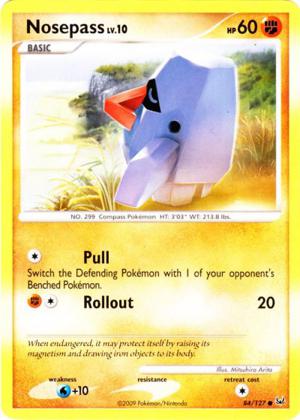 Nosepass LV.10 HP 60
BASIC
NO. 299 Compass Pokémon HT: 3'03" WT: 213.8 lbs.
Pull
Switch the Defending Pokémon with 1 of your opponent's
Benched Pokémon.
Rollout 20
When endangered, it may protect itself by raising its
magnetism and drawing iron objects to its body.
Illus. Mitsuhiro Arita
weakness resistance retreat cost
+10
©2009 Pokémon/Nintendo
84/127